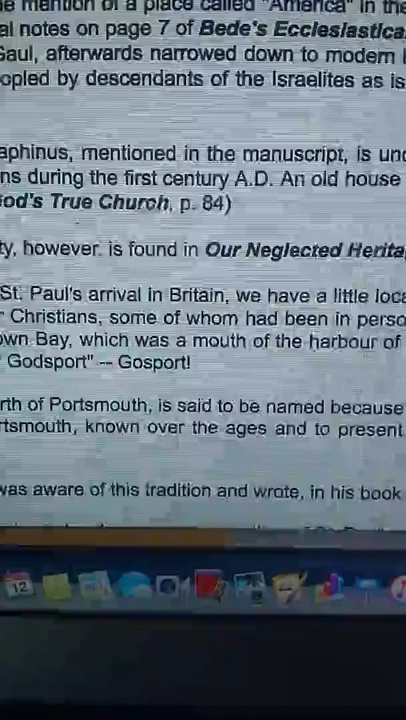 mention of a place called "America" in the
al notes on page 7 of Bede's Ecclesiastica
Gaul, afterwards narrowed down to modern
opled by descendants of the Israelites as is
aphinus, mentioned in the manuscript, is und
ns during the first century A.D. An old house
God's True Church, p. 84)
ty, however, is found in Our Neglected Herita
St. Paul's arrival in Britain, we have a little loca
Christians, some of whom had been in perso
own Bay, which was a mouth of the harbour of
Godsport" -- Gosport!
rth of Portsmouth, is said to be named because
rtsmouth, known over the ages and to present
was aware of this tradition and wrote, in his book
12